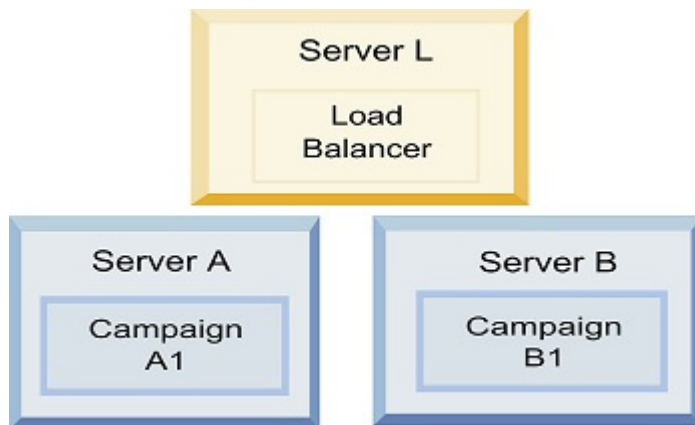 Server L
Load
Balancer
Server A
Campaign
A1
Server B
Campaign
B1